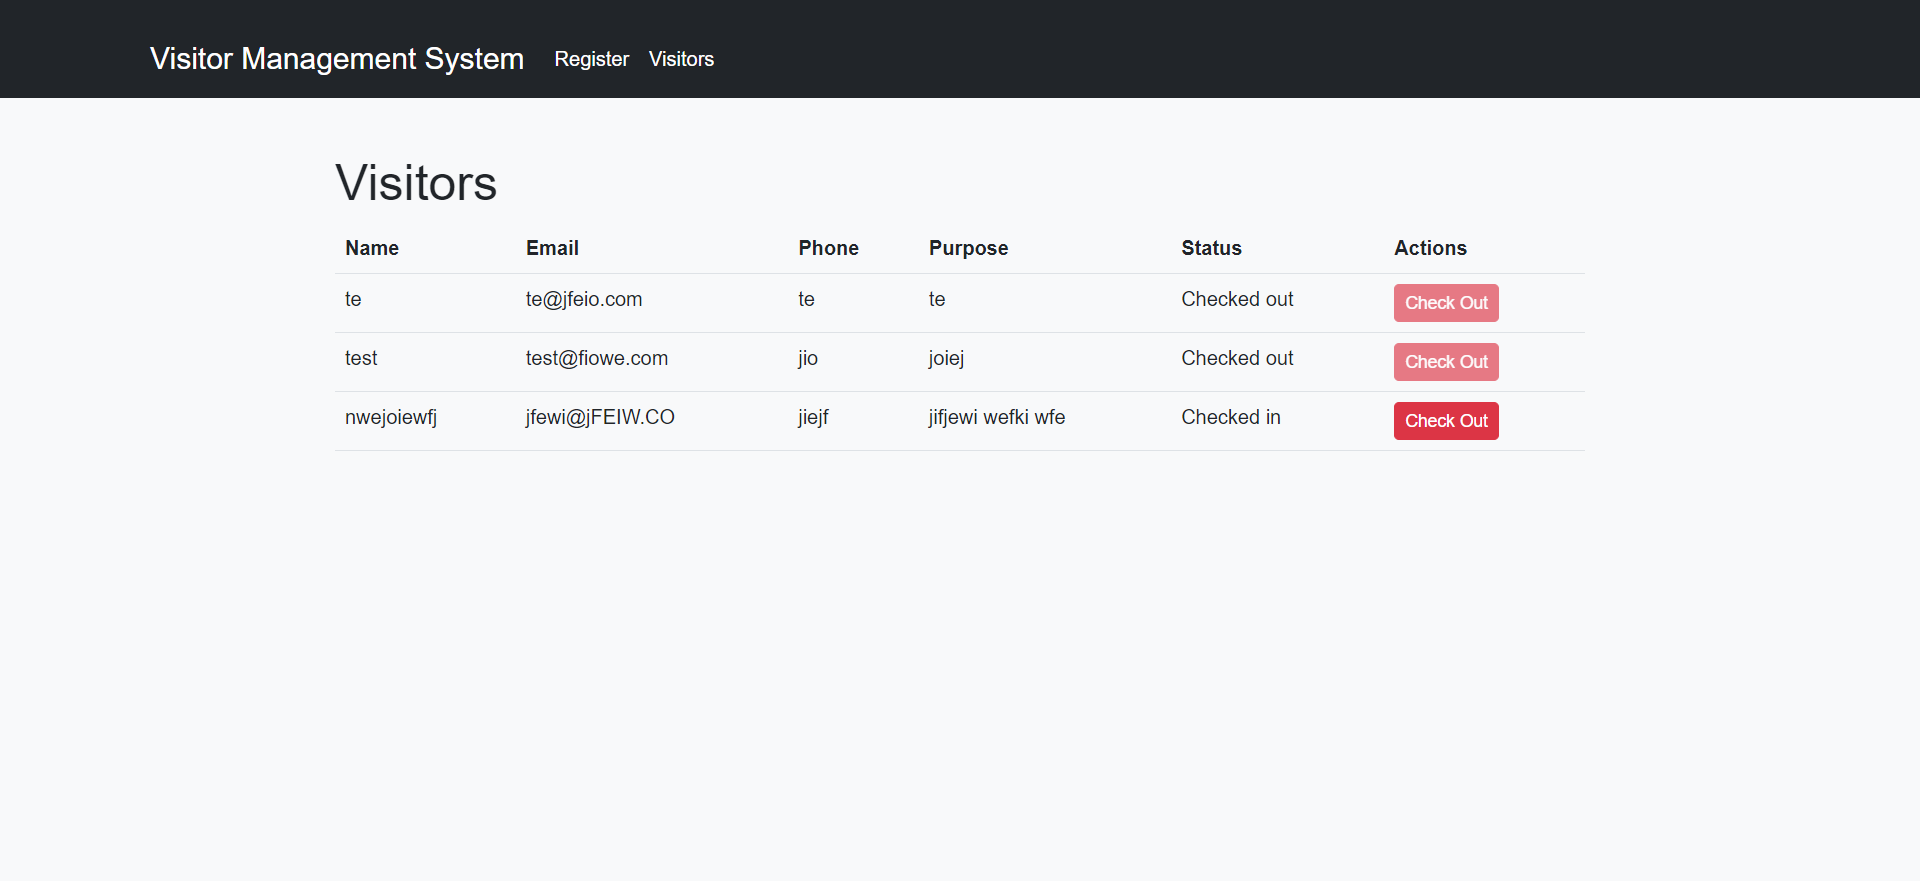 Visitor Management System Register Visitors
Visitors
Name Email Phone Purpose Status Actions
te te@jfeio.com te te Checked out Check Out
test test@fiowe.com jio joiej Checked out Check Out
nwejoiewfj jfewi@jFEIW.CO jiejf jifjewi wefki wfe Checked in Check Out